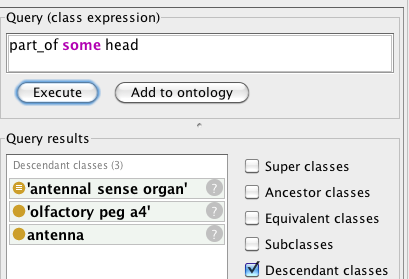 Query (class expression)
part_of some head
Execute
Add to ontology
Query results
Descendant classes (3)
'antennal sense organ' ?
'olfactory peg a4' ?
antenna ?
Super classes
Ancestor classes
Equivalent classes
Subclasses
Descendant classes